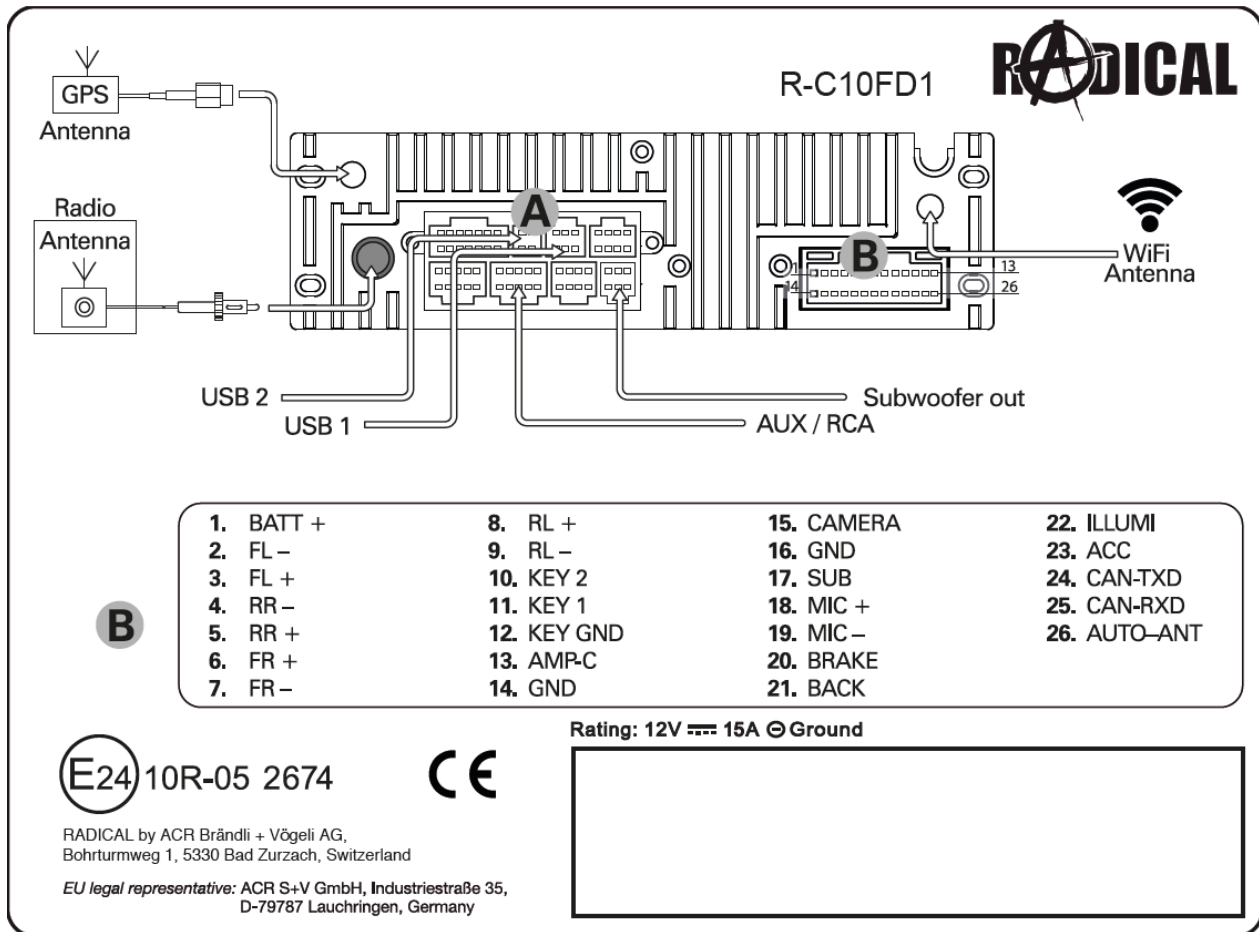 RADICAL
R-C10FD1
GPS
Antenna
Radio
Antenna
A
B
1
13
14
26
WiFi
Antenna
USB 2
USB 1
Subwoofer out
AUX / RCA
B
1. BATT +
2. FL –
3. FL +
4. RR –
5. RR +
6. FR +
7. FR –
8. RL +
9. RL –
10. KEY 2
11. KEY 1
12. KEY GND
13. AMP-C
14. GND
15. CAMERA
16. GND
17. SUB
18. MIC +
19. MIC –
20. BRAKE
21. BACK
22. ILLUMI
23. ACC
24. CAN-TXD
25. CAN-RXD
26. AUTO–ANT
Rating: 12V ⎓ 15A ⊖ Ground
E24 10R-05 2674
CE
RADICAL by ACR Brändli + Vögeli AG,
Bohrturmweg 1, 5330 Bad Zurzach, Switzerland
EU legal representative: ACR S+V GmbH, Industriestraße 35,
D-79787 Lauchringen, Germany